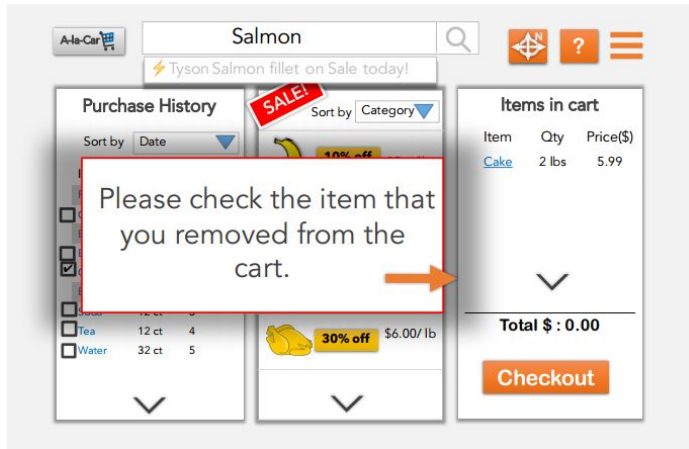 A-la-Car
Salmon
?
⚡Tyson Salmon fillet on Sale today!
Purchase History
Sort by Date
Soda 12 ct
Tea 12 ct 4
Water 32 ct 5
SALE!
Sort by Category
10% off
30% off $6.00/ lb
Items in cart
Item Qty Price($)
Cake 2 lbs 5.99
Total $ : 0.00
Checkout
Please check the item that
you removed from the
cart.